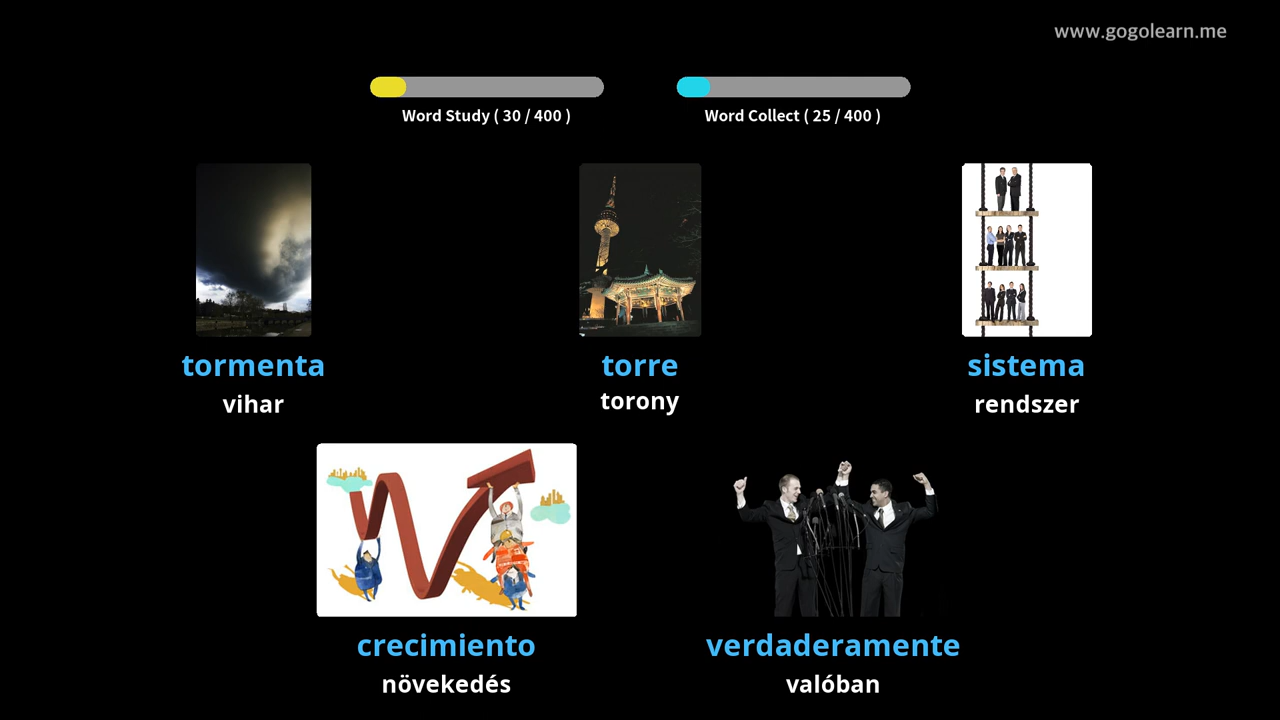 www.gogolearn.me
Word Study ( 30 / 400 )
Word Collect ( 25 / 400 )
tormenta
vihar
torre
torony
sistema
rendszer
crecimiento
növekedés
verdaderamente
valóban